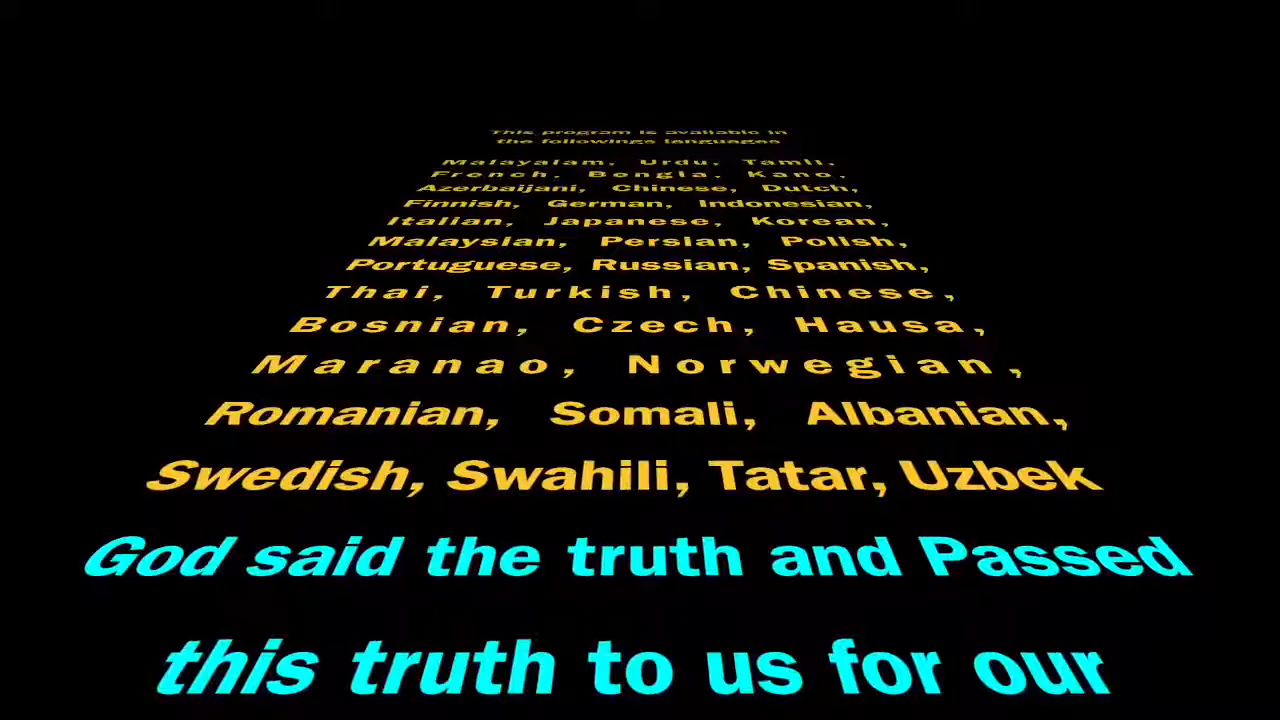 This program is available in
the followings languages
Malayalam, Urdu, Tamil,
French, Bengla, Kano,
Azerbaijani, Chinese, Dutch,
Finnish, German, Indonesian,
Italian, Japanese, Korean,
Malaysian, Persian, Polish,
Portuguese, Russian, Spanish,
Thai, Turkish, Chinese,
Bosnian, Czech, Hausa,
Maranao, Norwegian,
Romanian, Somali, Albanian,
Swedish, Swahili, Tatar, Uzbek
God said the truth and Passed
this truth to us for our